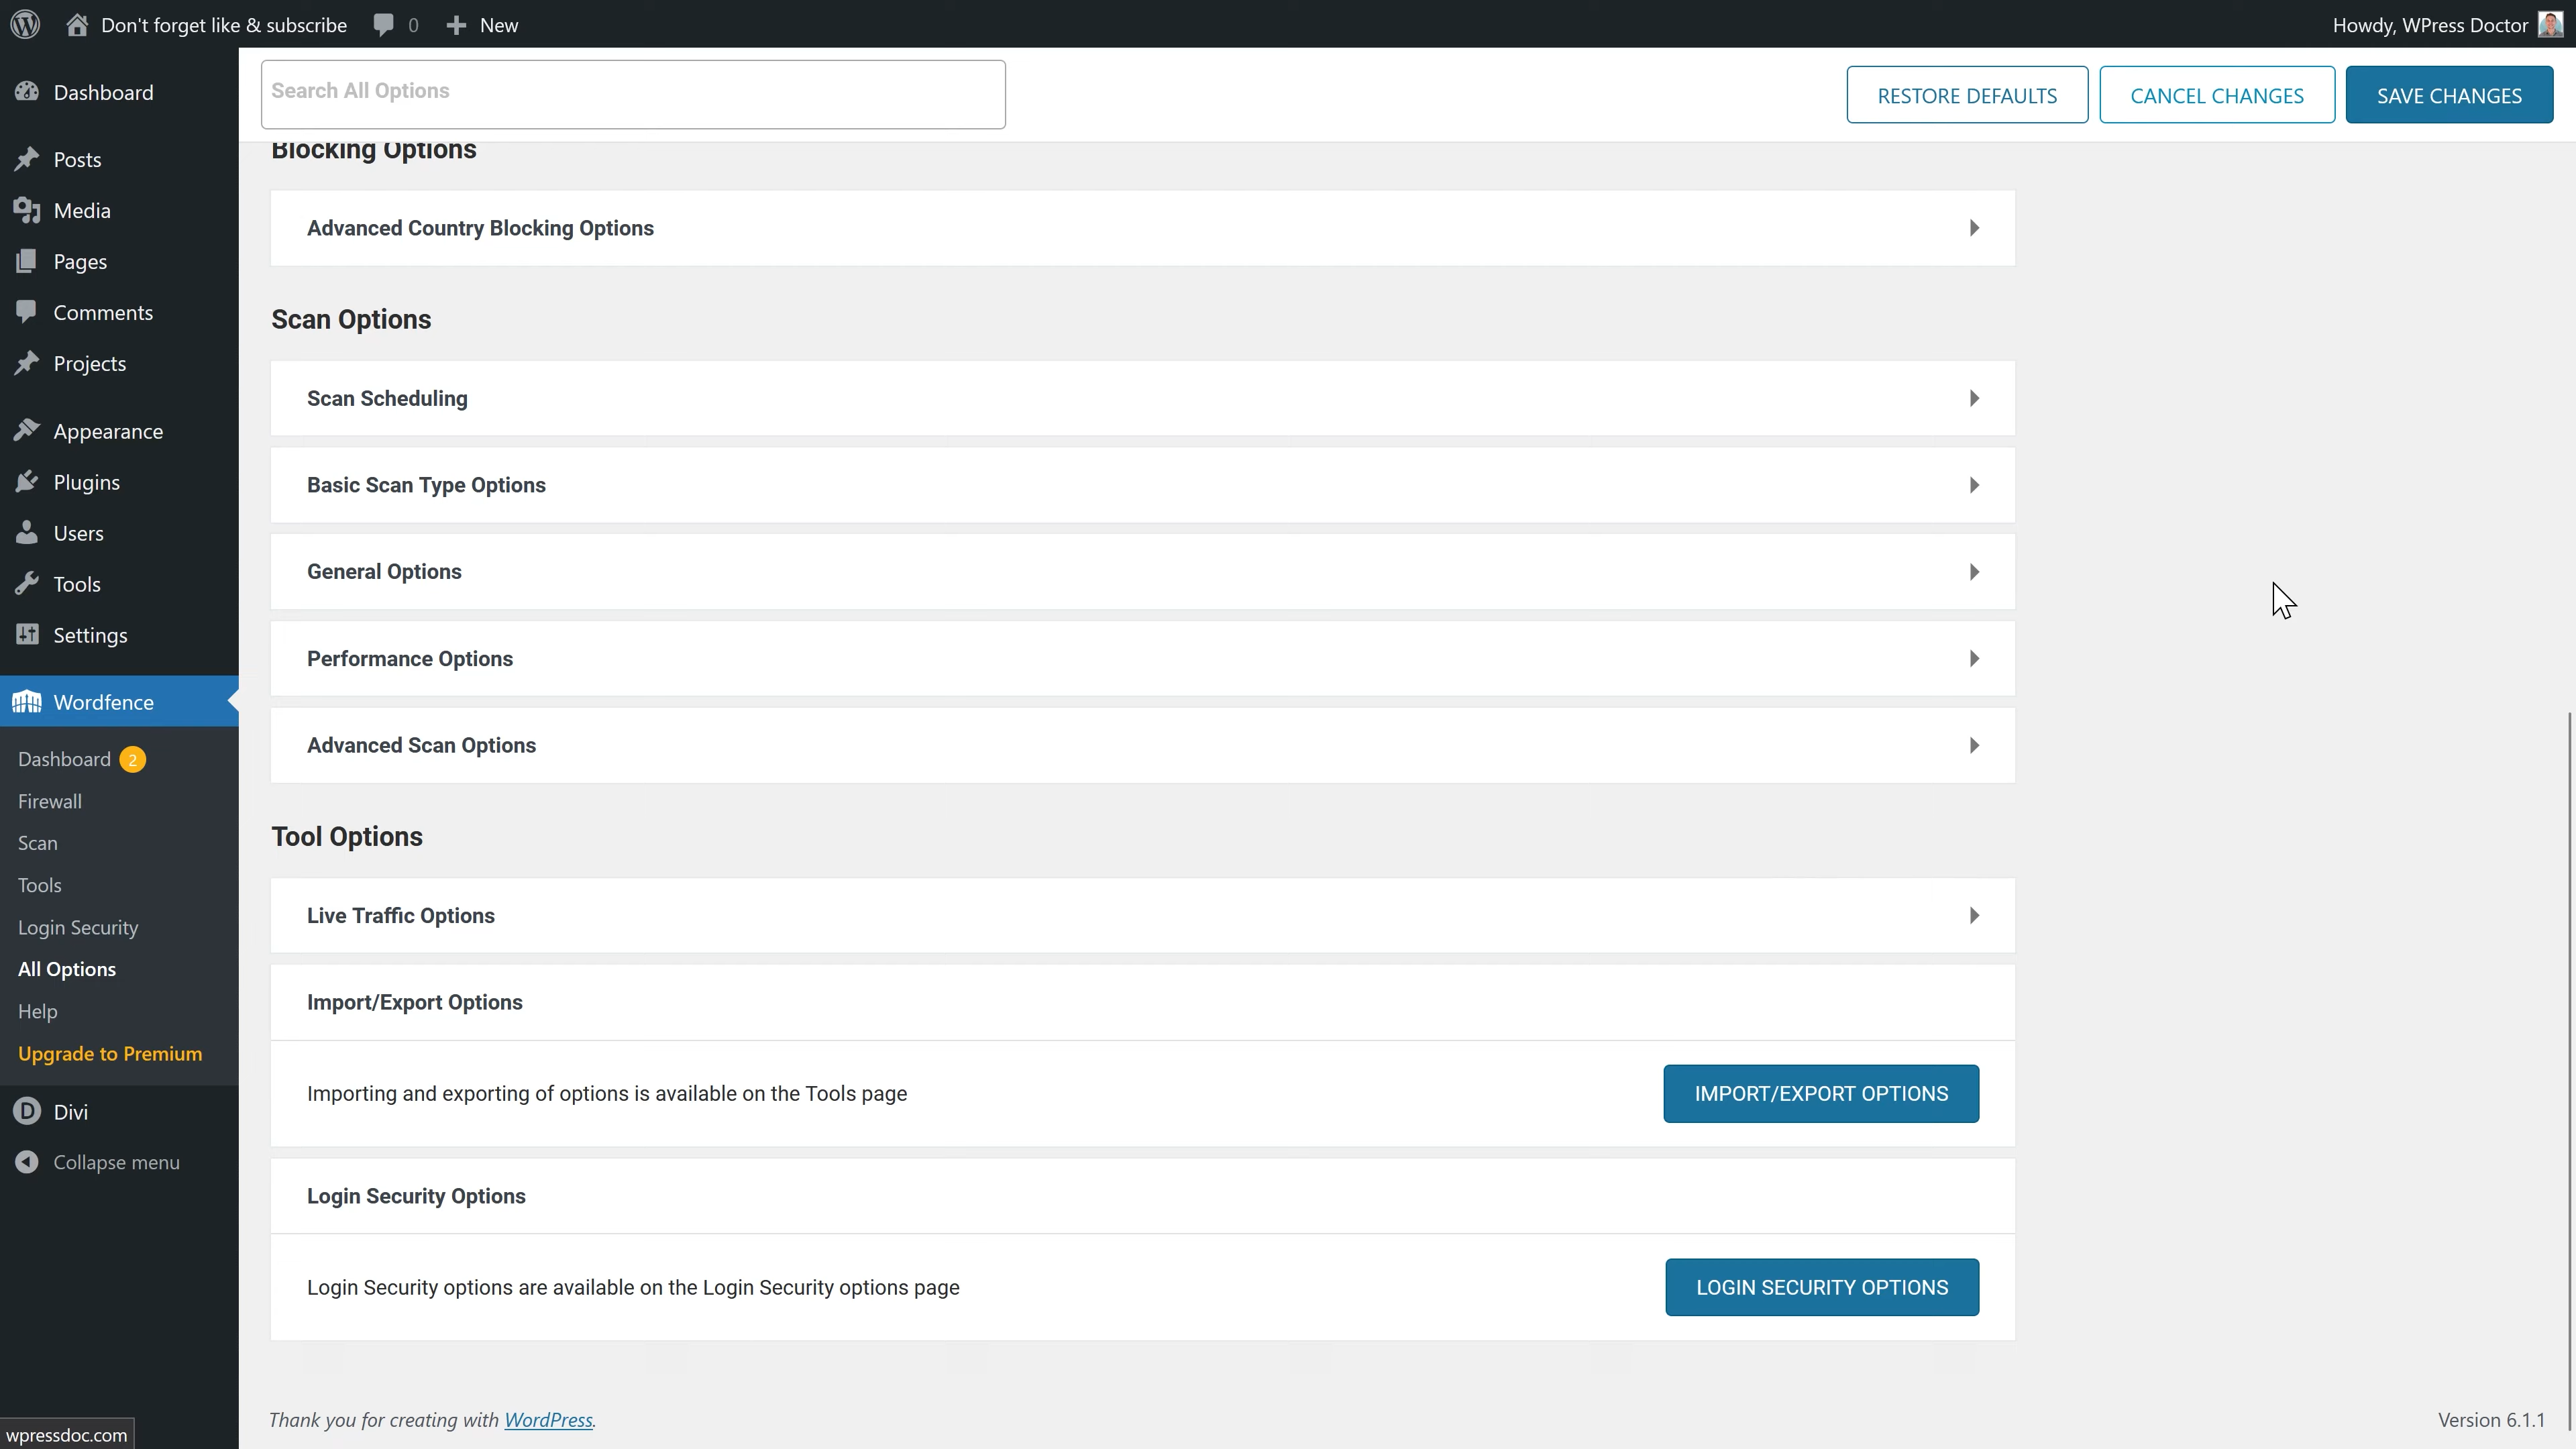 Don't forget like & subscribe 0 New
Howdy, WPress Doctor
Dashboard
Posts
Media
Pages
Comments
Projects
Appearance
Plugins
Users
Tools
Settings
Wordfence
Dashboard 2
Firewall
Scan
Tools
Login Security
All Options
Help
Upgrade to Premium
Divi
Collapse menu
wpressdoc.com
Search All Options
RESTORE DEFAULTS
CANCEL CHANGES
SAVE CHANGES
Blocking Options
Advanced Country Blocking Options
Scan Options
Scan Scheduling
Basic Scan Type Options
General Options
Performance Options
Advanced Scan Options
Tool Options
Live Traffic Options
Import/Export Options
Importing and exporting of options is available on the Tools page
IMPORT/EXPORT OPTIONS
Login Security Options
Login Security options are available on the Login Security options page
LOGIN SECURITY OPTIONS
Thank you for creating with WordPress.
Version 6.1.1